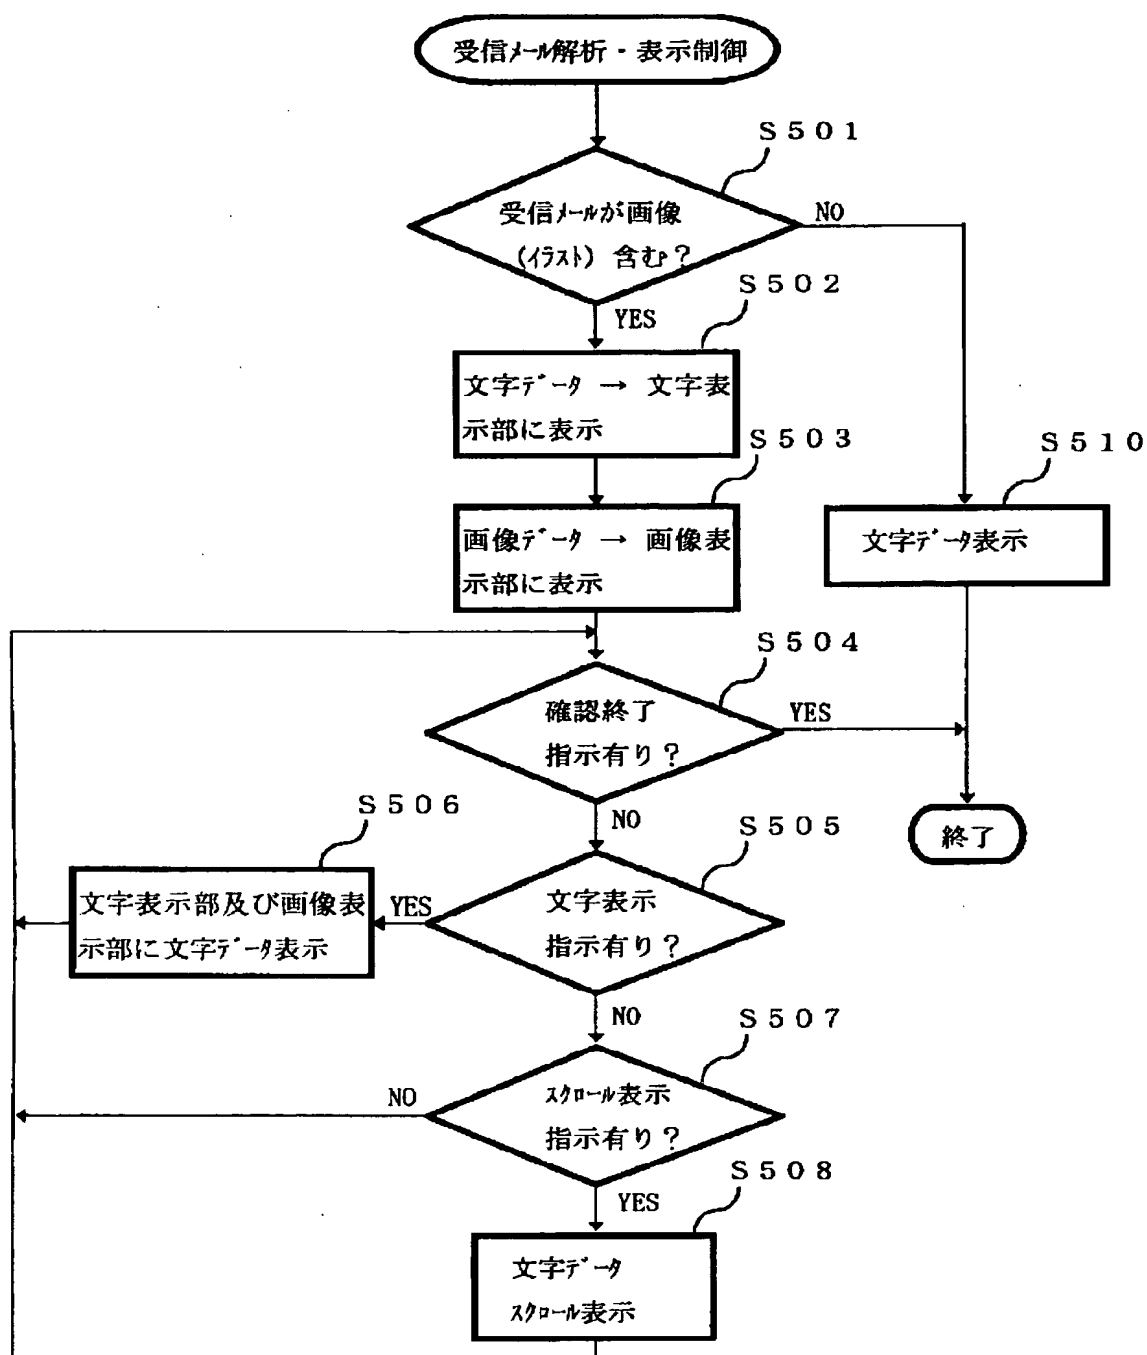 受信ﾒｰﾙ解析・表示制御
S501
受信ﾒｰﾙが画像
(ｲﾗｽﾄ) 含む？
NO
YES
S502
文字ﾃﾞｰﾀ → 文字表
示部に表示
S503
画像ﾃﾞｰﾀ → 画像表
示部に表示
S510
文字ﾃﾞｰﾀ表示
S504
確認終了
指示有り？
YES
NO
終了
S506
文字表示部及び画像表
示部に文字ﾃﾞｰﾀ表示
S505
文字表示
指示有り？
YES
NO
S507
ｽｸﾛｰﾙ表示
指示有り？
NO
YES
S508
文字ﾃﾞｰﾀ
ｽｸﾛｰﾙ表示